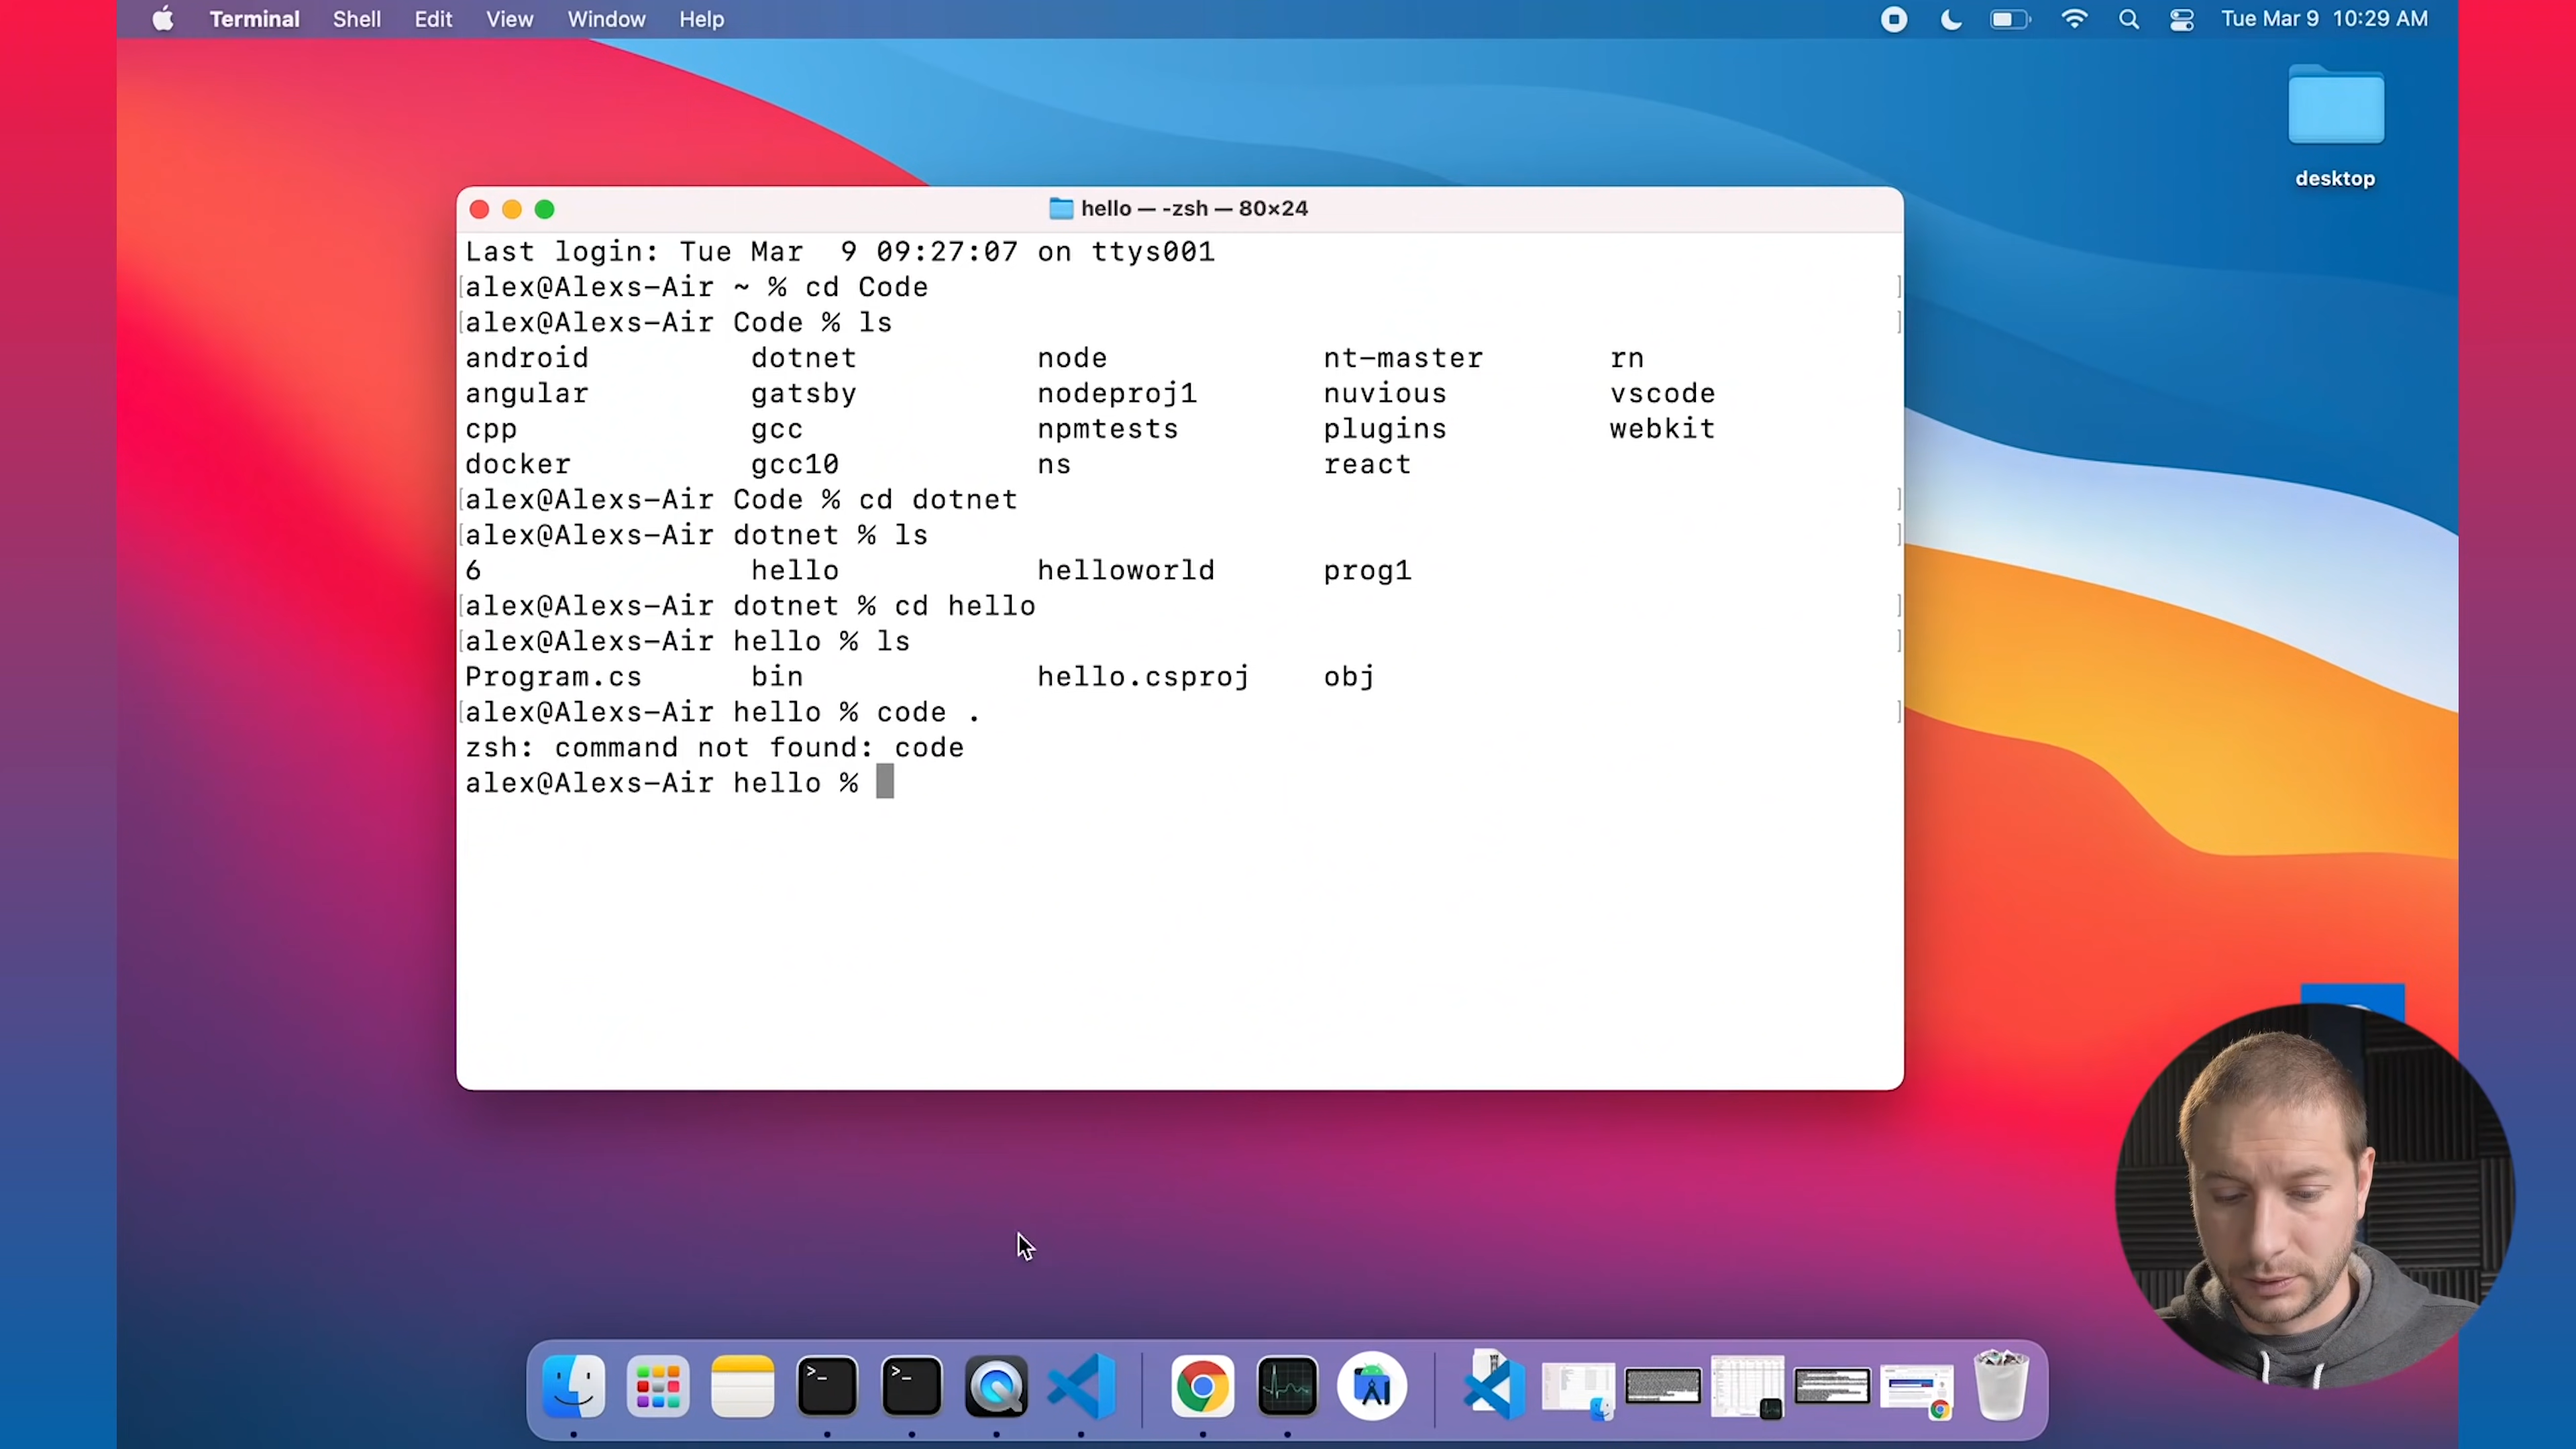 Terminal Shell Edit View Window Help Tue Mar 9 10:29 AM
desktop
hello — -zsh — 80×24
Last login: Tue Mar  9 09:27:07 on ttys001
[alex@Alexs-Air ~ % cd Code ]
[alex@Alexs-Air Code % ls ]
android dotnet node nt-master rn
angular gatsby nodeproj1 nuvious vscode
cpp gcc npmtests plugins webkit
docker gcc10 ns react
[alex@Alexs-Air Code % cd dotnet ]
[alex@Alexs-Air dotnet % ls ]
6 hello helloworld prog1
[alex@Alexs-Air dotnet % cd hello ]
[alex@Alexs-Air hello % ls ]
Program.cs bin hello.csproj obj
[alex@Alexs-Air hello % code . ]
zsh: command not found: code
alex@Alexs-Air hello %
>_ >_